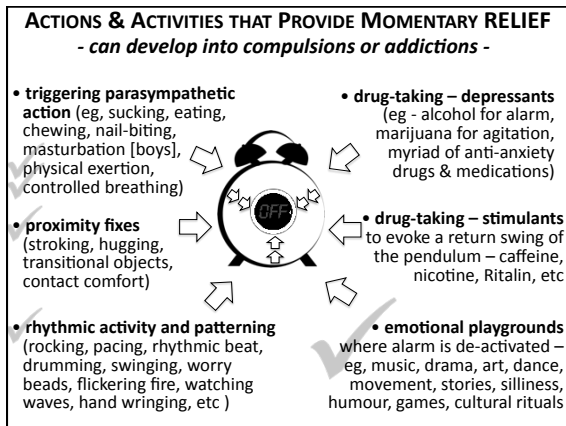 ACTIONS & ACTIVITIES THAT PROVIDE MOMENTARY RELIEF
- can develop into compulsions or addictions -
• triggering parasympathetic
action (eg, sucking, eating,
chewing, nail-biting,
masturbation [boys],
physical exertion,
controlled breathing)
• proximity fixes
(stroking, hugging,
transitional objects,
contact comfort)
• rhythmic activity and patterning
(rocking, pacing, rhythmic beat,
drumming, swinging, worry
beads, flickering fire, watching
waves, hand wringing, etc )
OFF
• drug-taking – depressants
(eg - alcohol for alarm,
marijuana for agitation,
myriad of anti-anxiety
drugs & medications)
• drug-taking – stimulants
to evoke a return swing of
the pendulum – caffeine,
nicotine, Ritalin, etc
• emotional playgrounds
where alarm is de-activated –
eg, music, drama, art, dance,
movement, stories, silliness,
humour, games, cultural rituals